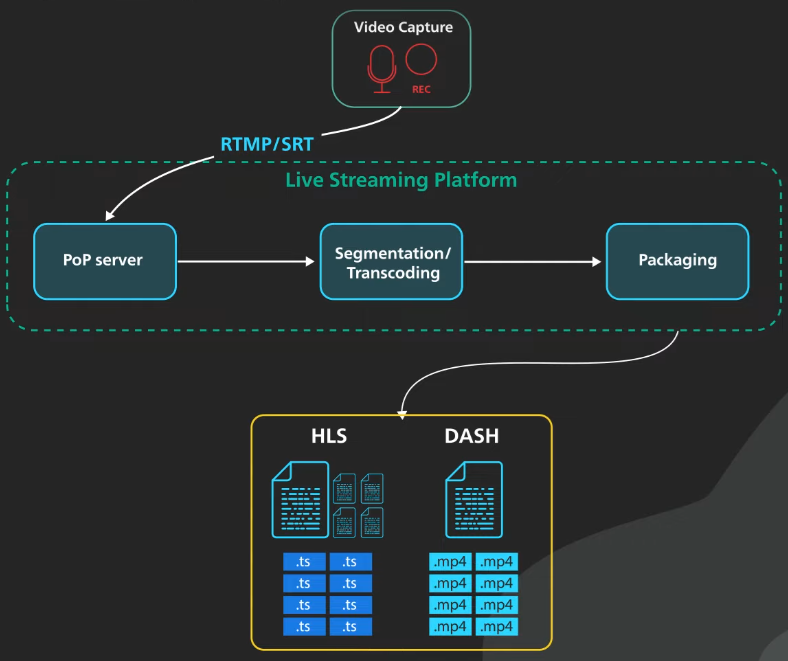 Video Capture
REC
RTMP/SRT
Live Streaming Platform
PoP server
Segmentation/
Transcoding
Packaging
HLS
DASH
.ts .ts
.ts .ts
.ts .ts
.ts .ts
.mp4 .mp4
.mp4 .mp4
.mp4 .mp4
.mp4 .mp4